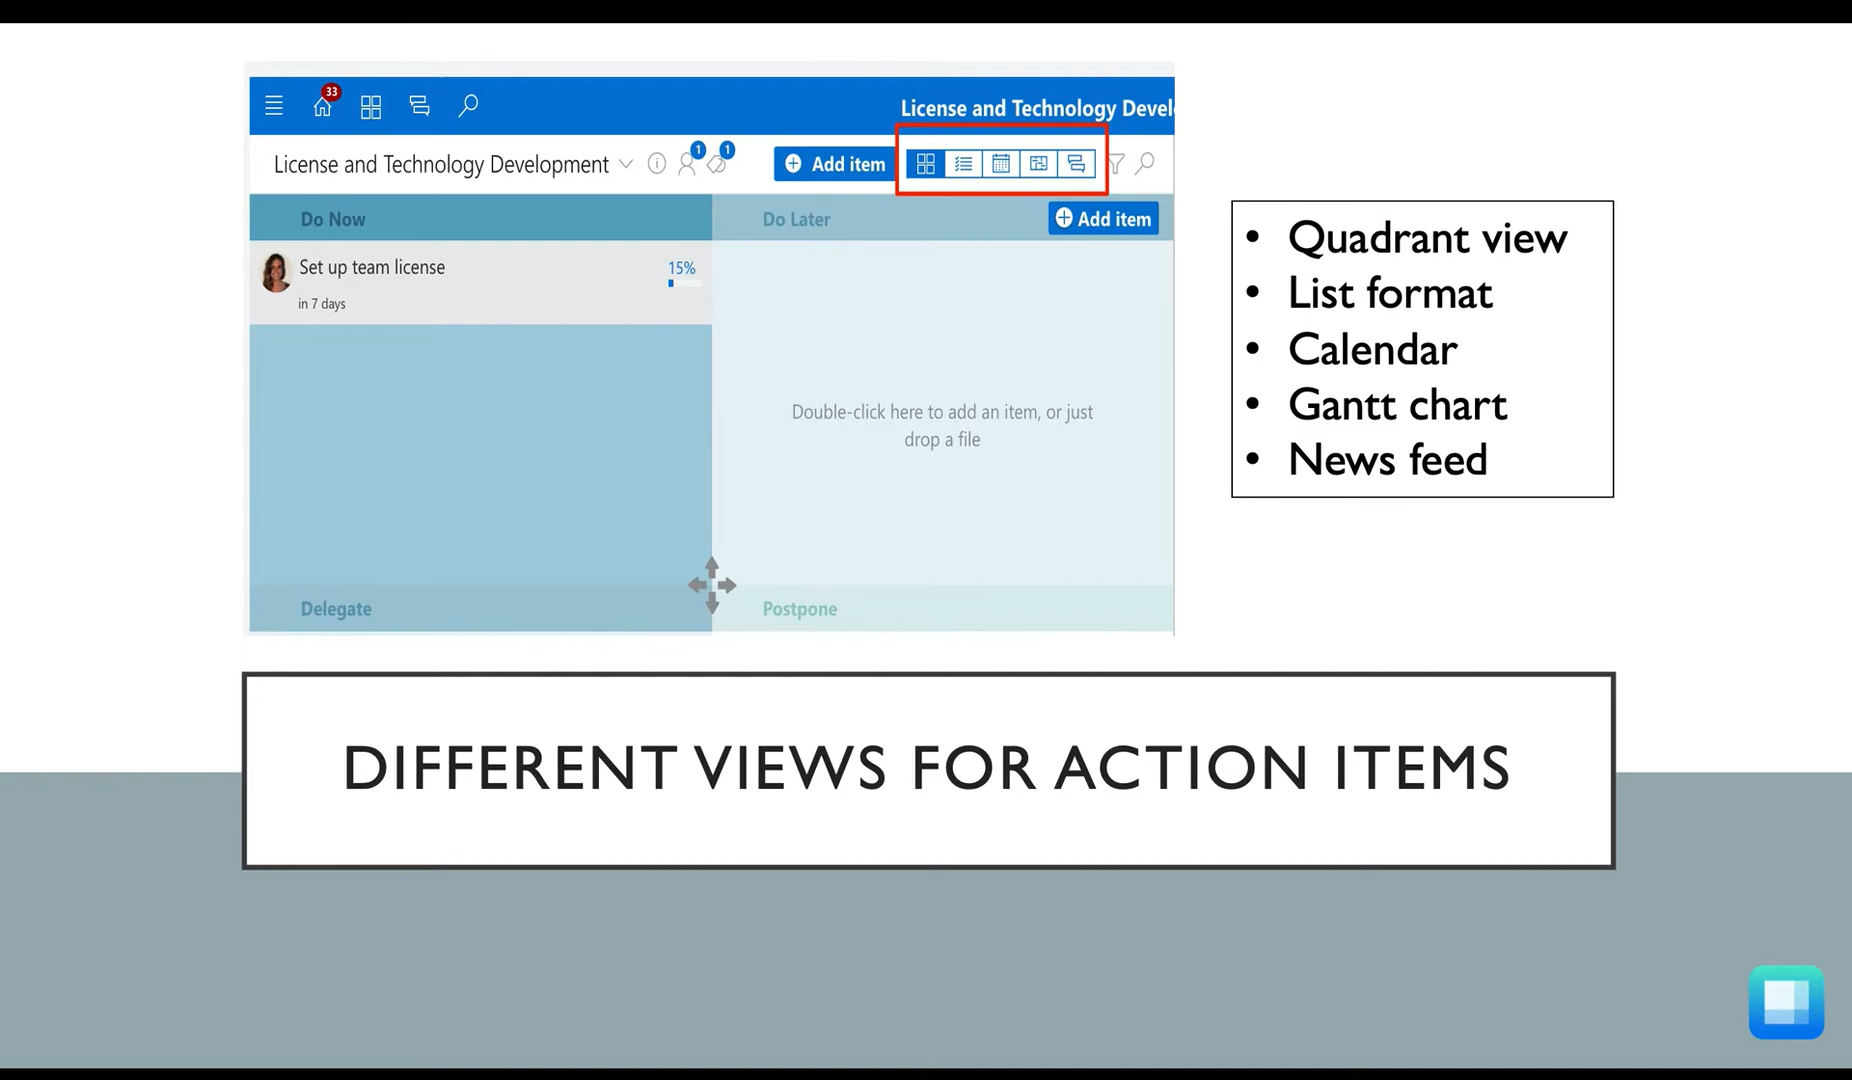 33
License and Technology Devel
License and Technology Development
1
1
Add item
Do Now
Do Later
Add item
Set up team license
15%
in 7 days
Double-click here to add an item, or just
drop a file
Delegate
Postpone
• Quadrant view
• List format
• Calendar
• Gantt chart
• News feed
DIFFERENT VIEWS FOR ACTION ITEMS